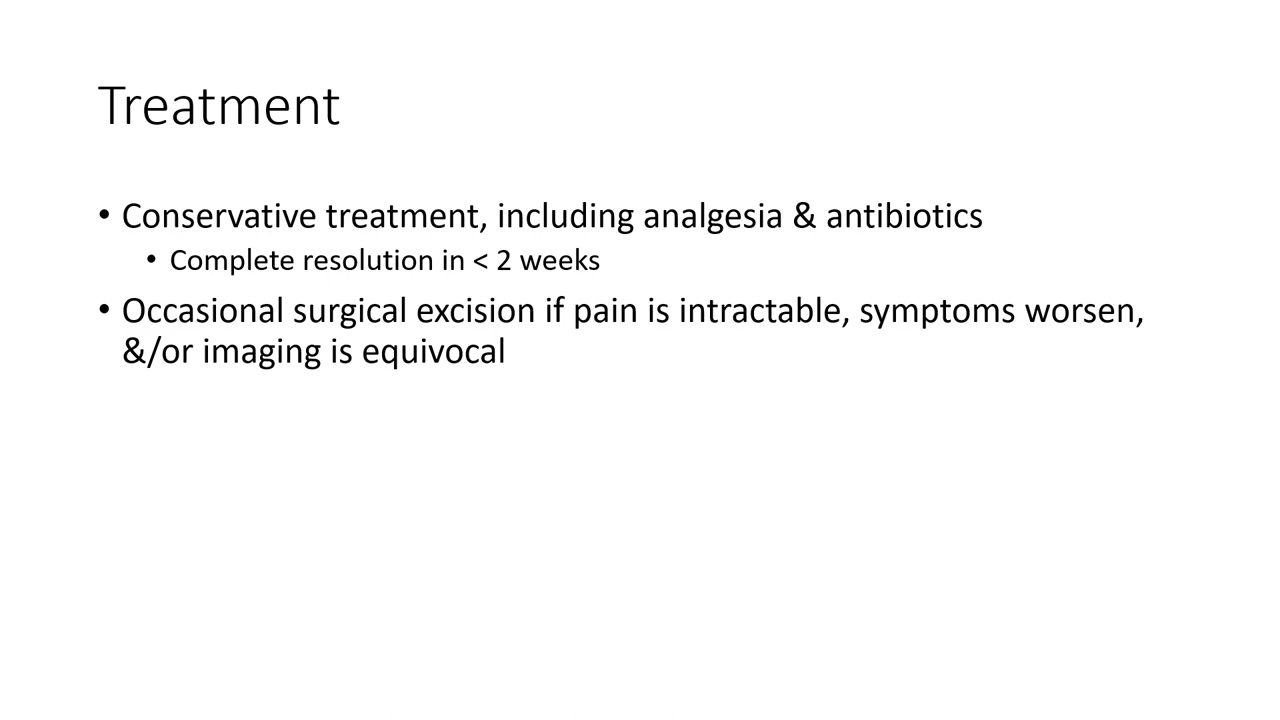 Treatment
• Conservative treatment, including analgesia & antibiotics
• Complete resolution in < 2 weeks
• Occasional surgical excision if pain is intractable, symptoms worsen,
&/or imaging is equivocal